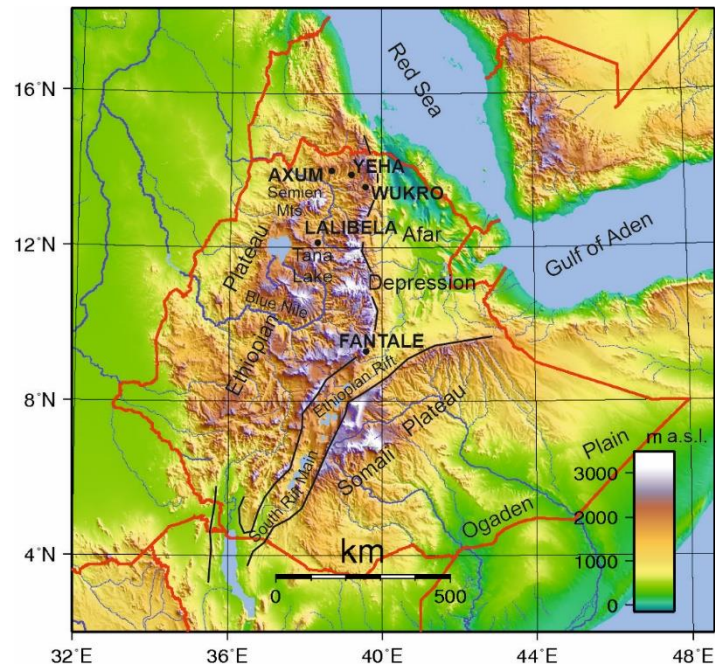 16°N
12°N
8°N
4°N
32°E
36°E
40°E
44°E
48°E
Red Sea
AXUM
YEHA
Semien
Mts
WUKRO
LALIBELA
Afar
Gulf of Aden
Plateau
Tana
Lake
Depression
Blue Nile
Ethiopian
FANTALE
Ethiopian Rift
South Rift Main
Somali Plateau
Plain
Ogaden
m a.s.l.
3000
2000
1000
0
km
0
500